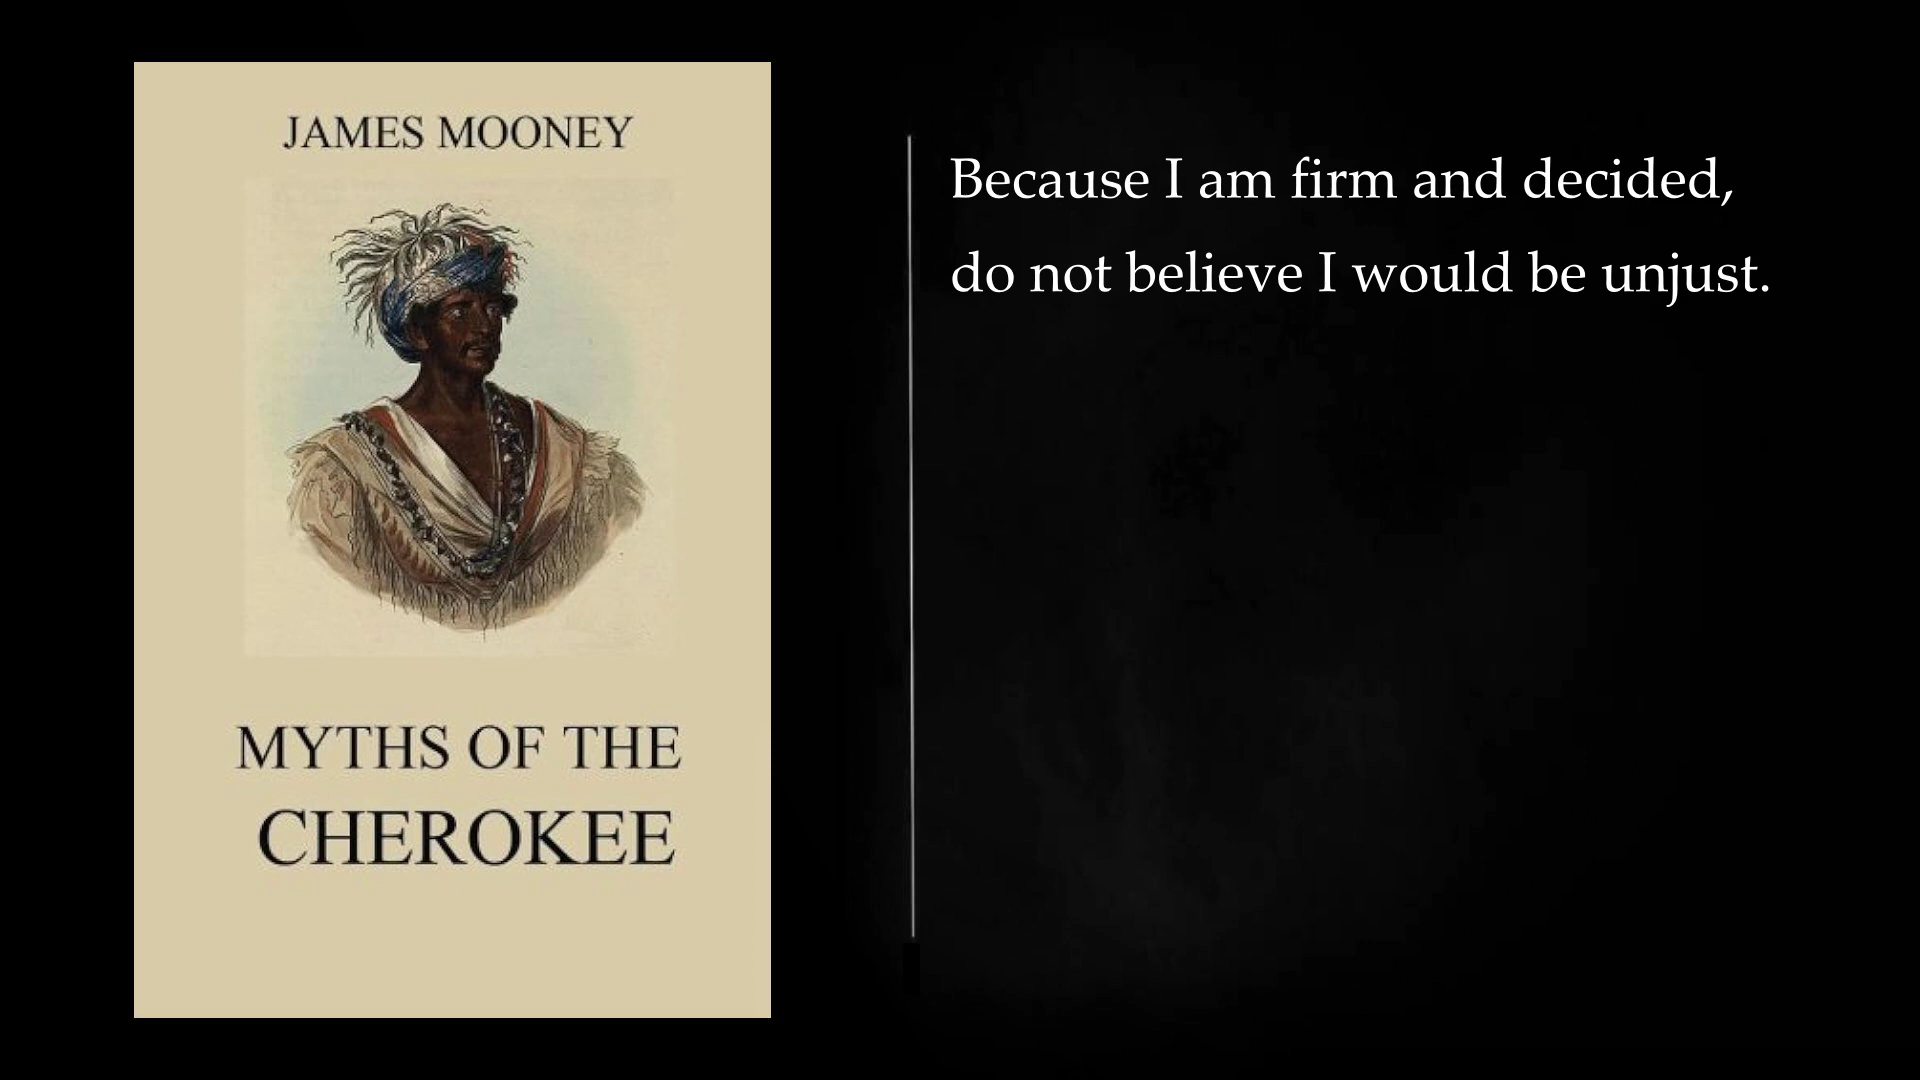 JAMES MOONEY
MYTHS OF THE
CHEROKEE
Because I am firm and decided,
do not believe I would be unjust.